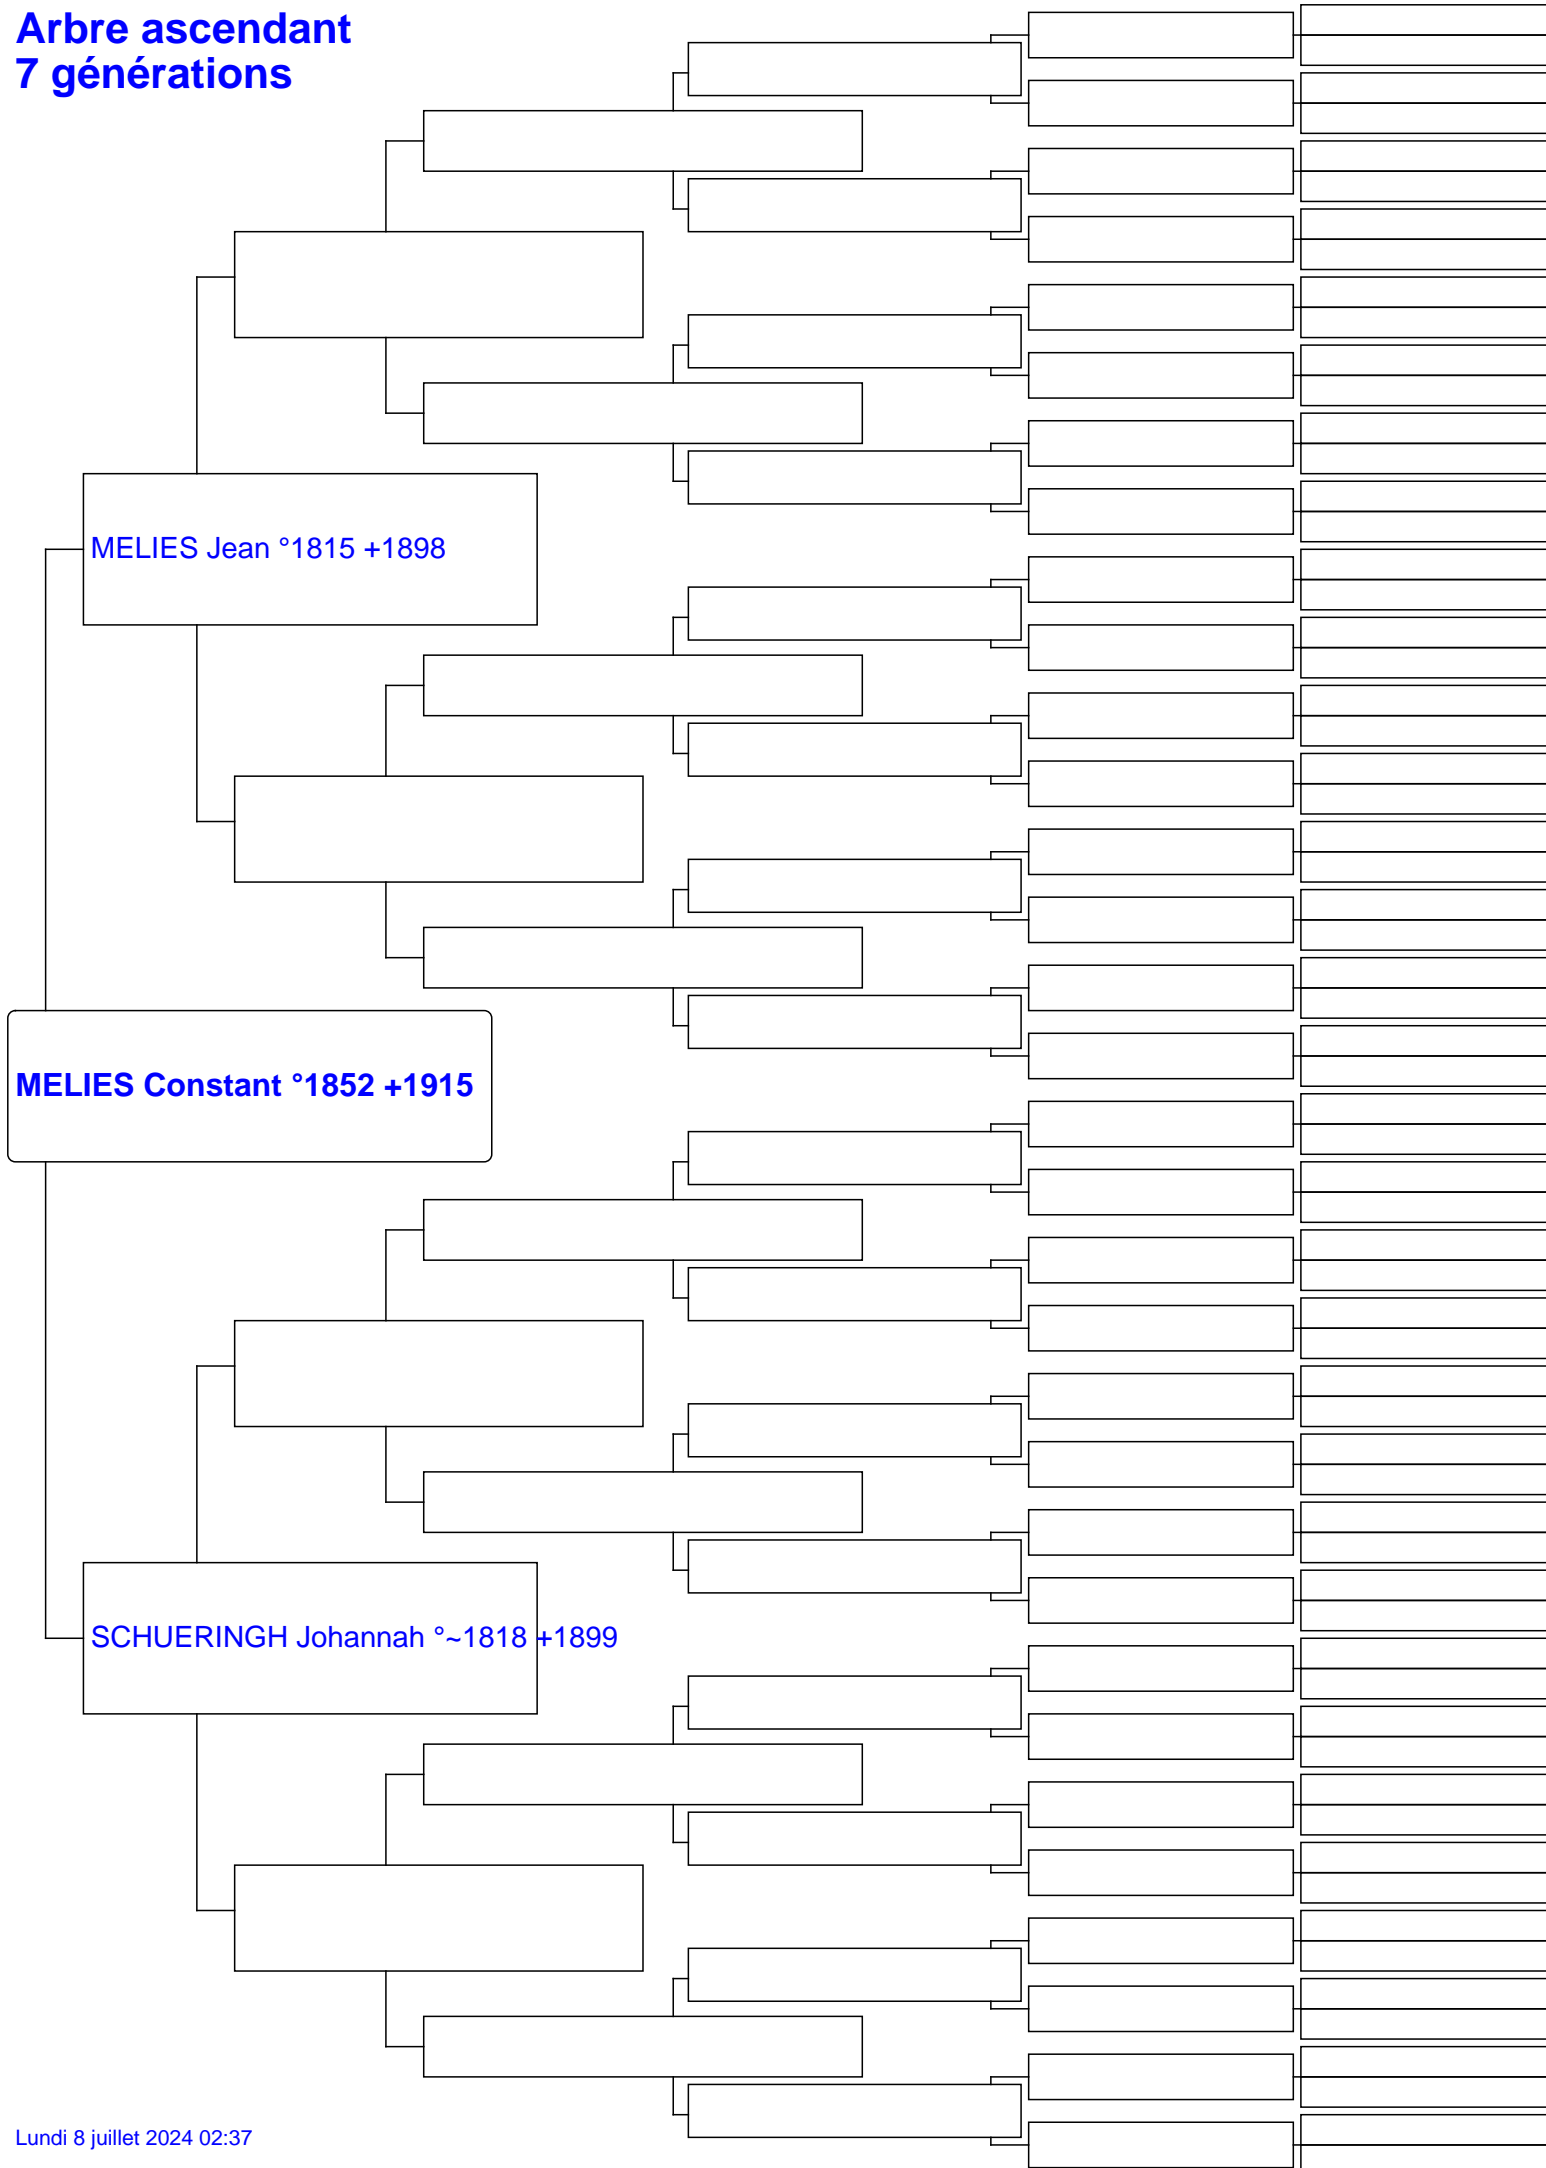 Arbre ascendant
7 générations
MELIES Jean °1815 +1898
MELIES Constant °1852 +1915
SCHUERINGH Johannah °~1818 +1899
Lundi 8 juillet 2024 02:37